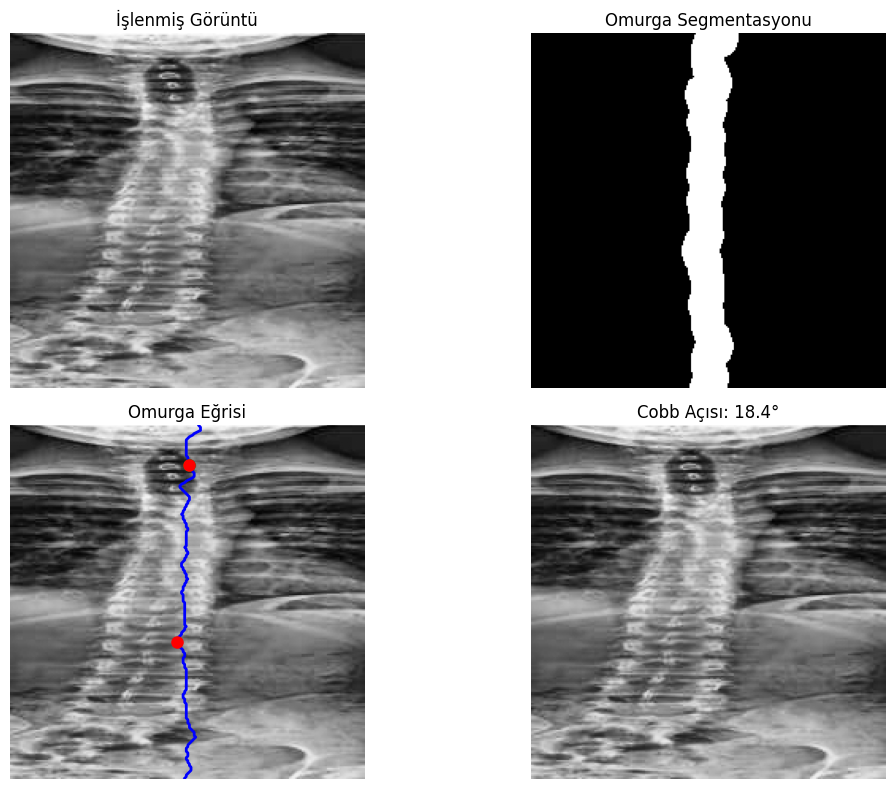 İşlenmiş Görüntü
Omurga Segmentasyonu
Omurga Eğrisi
Cobb Açısı: 18.4°